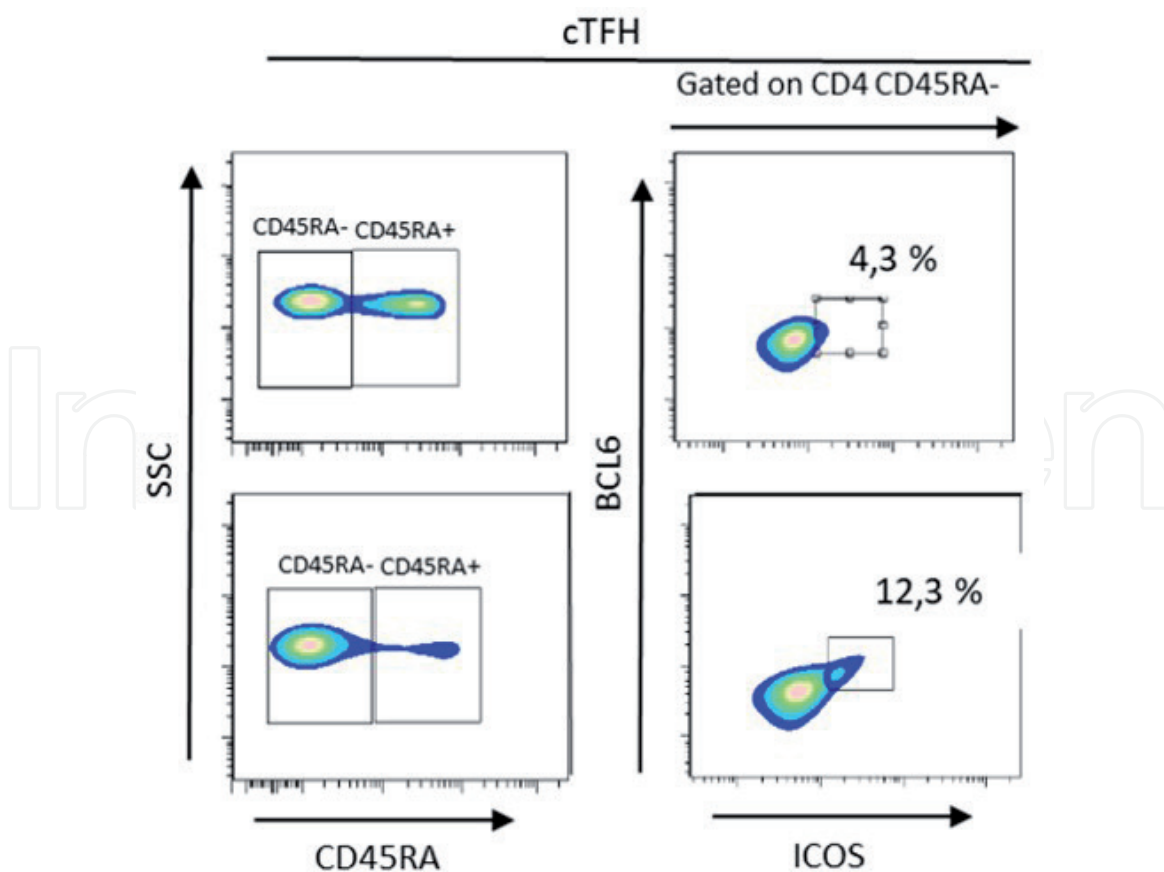 cTFH
Gated on CD4 CD45RA-
CD45RA- CD45RA+
4,3 %
SSC
BCL6
CD45RA- CD45RA+
12,3 %
CD45RA
ICOS